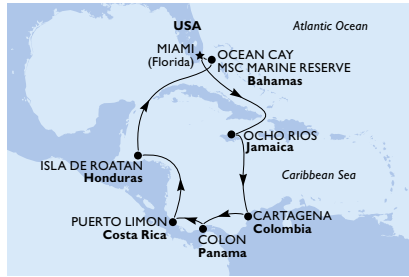 USA
Atlantic Ocean
MIAMI
(Florida)
OCEAN CAY
MSC MARINE RESERVE
Bahamas
OCHO RIOS
Jamaica
ISLA DE ROATAN
Honduras
Caribbean Sea
PUERTO LIMON
Costa Rica
CARTAGENA
Colombia
COLON
Panama